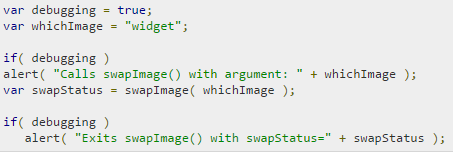 var debugging = true;
var whichImage = "widget";

if( debugging )
alert( "Calls swapImage() with argument: " + whichImage );
var swapStatus = swapImage( whichImage );

if( debugging )
   alert( "Exits swapImage() with swapStatus=" + swapStatus );